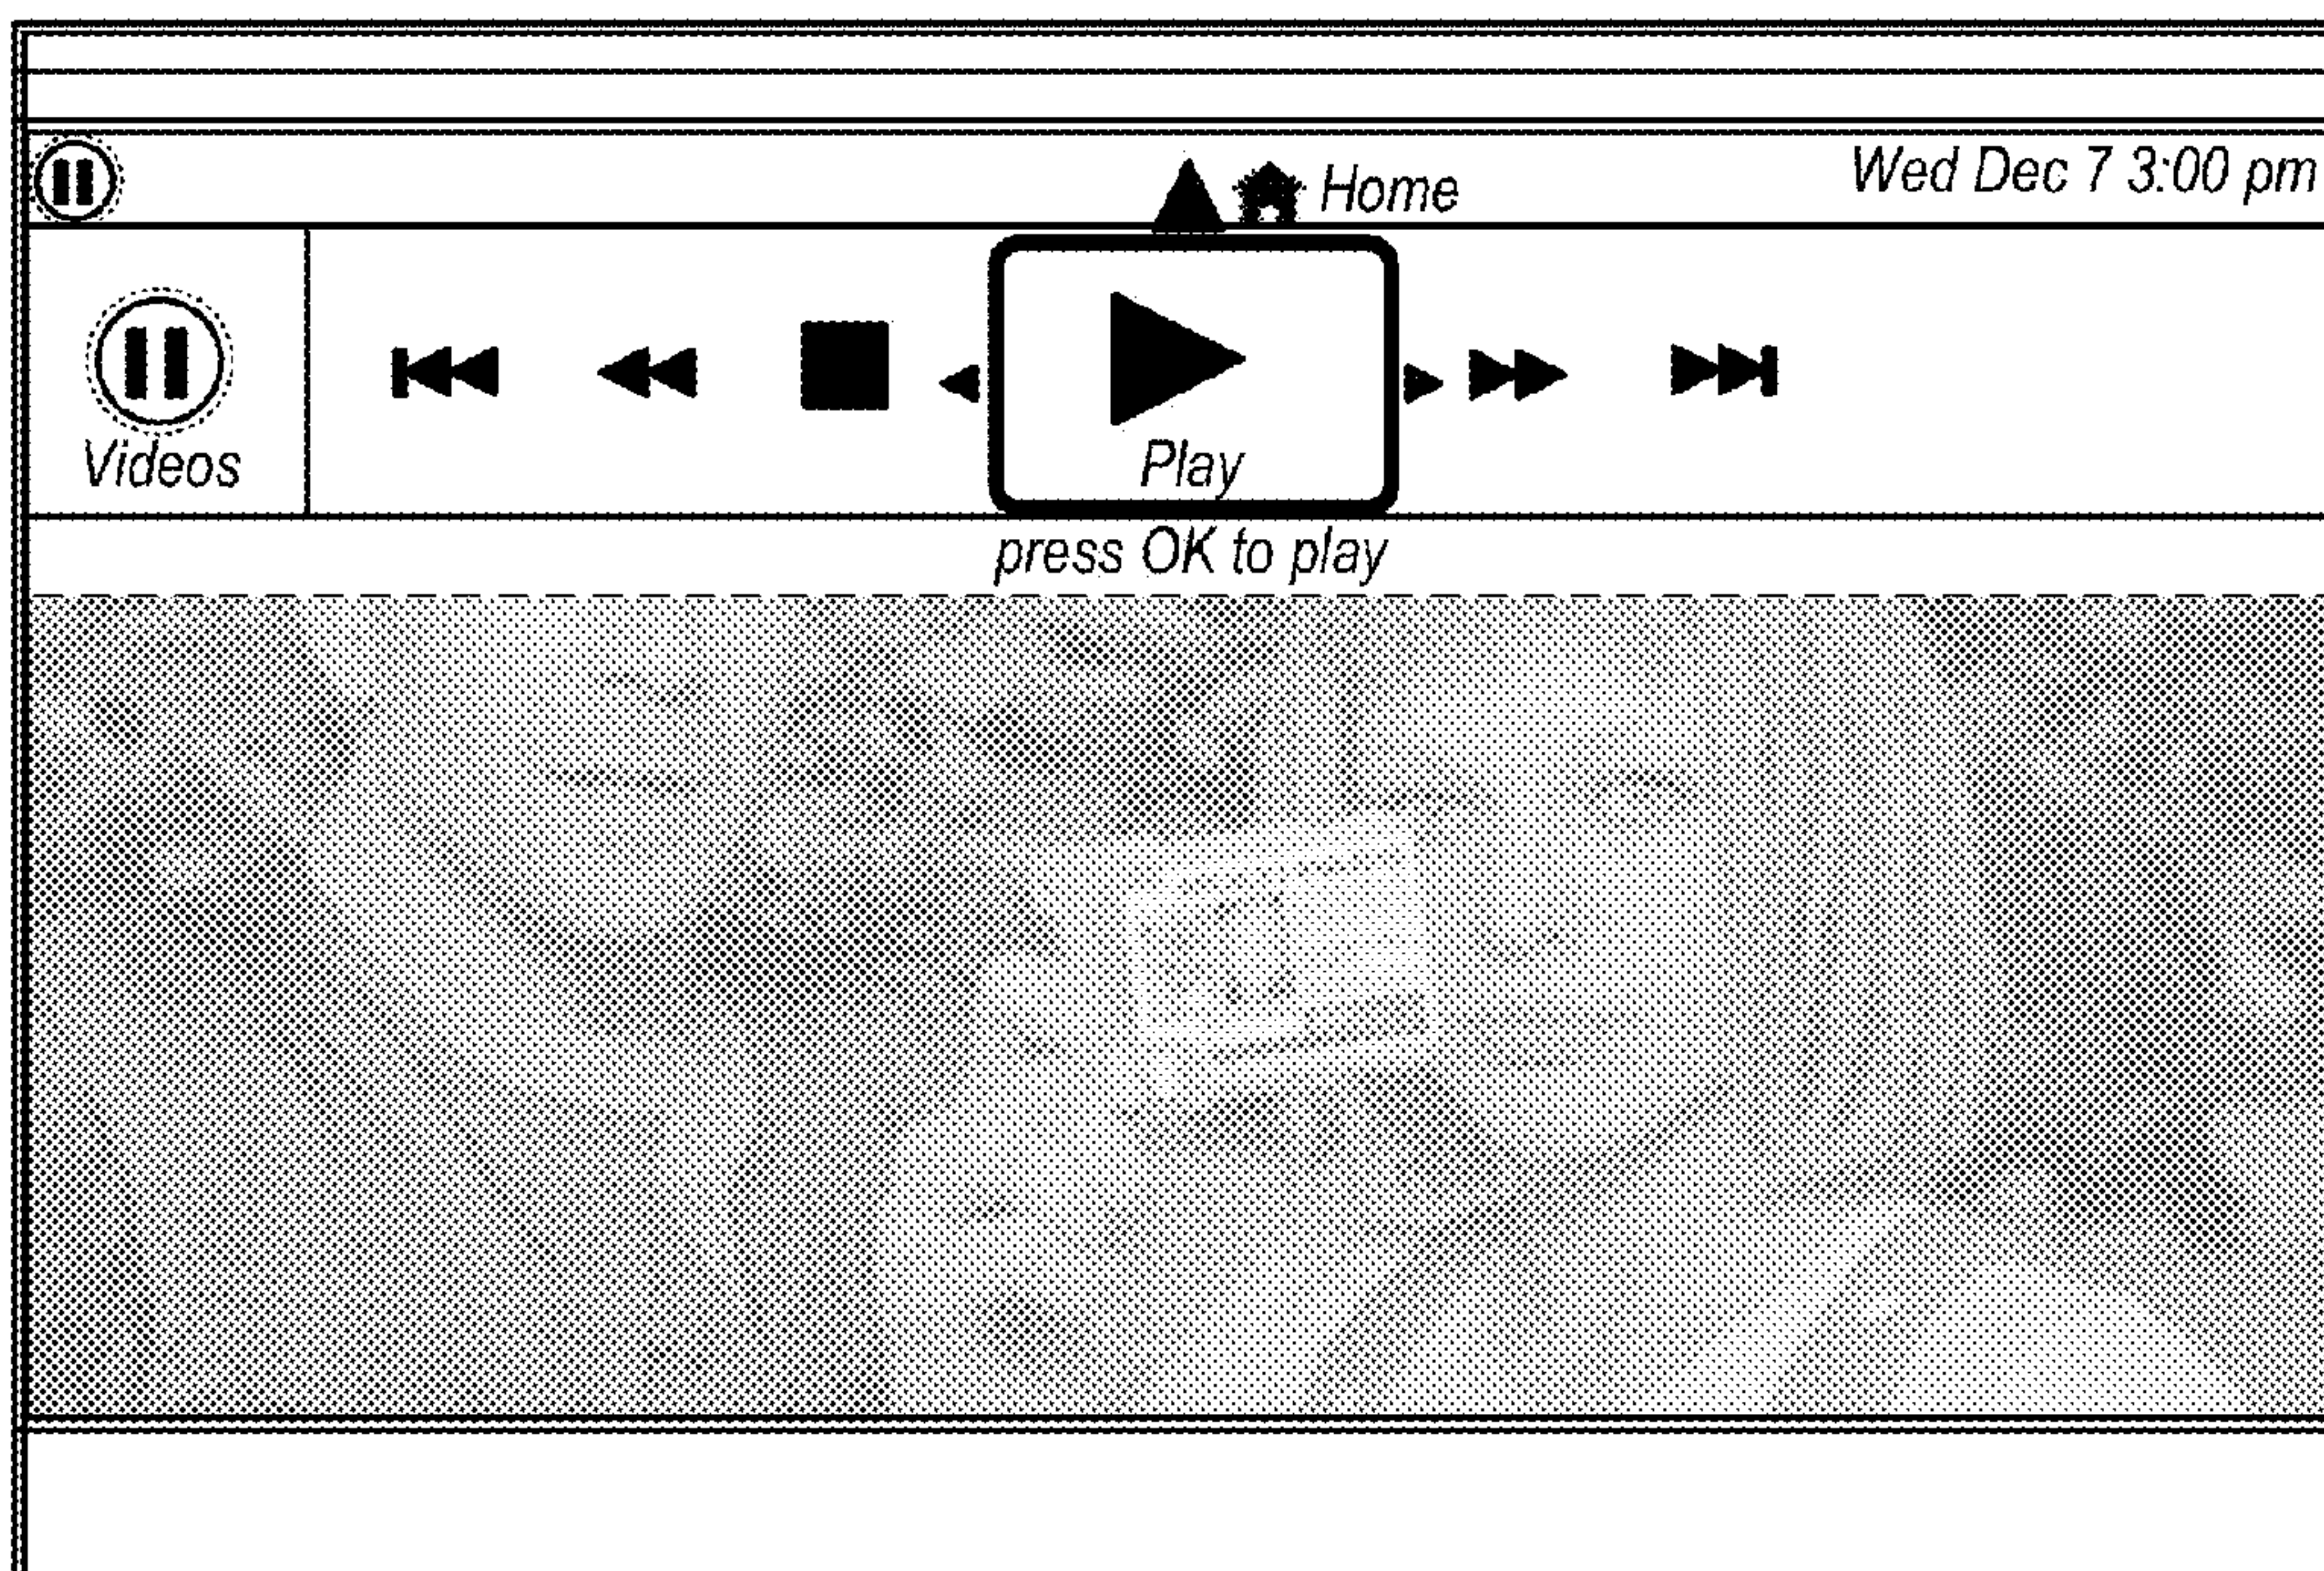 Home
Wed Dec 7 3:00 pm
Videos
Play
press OK to play